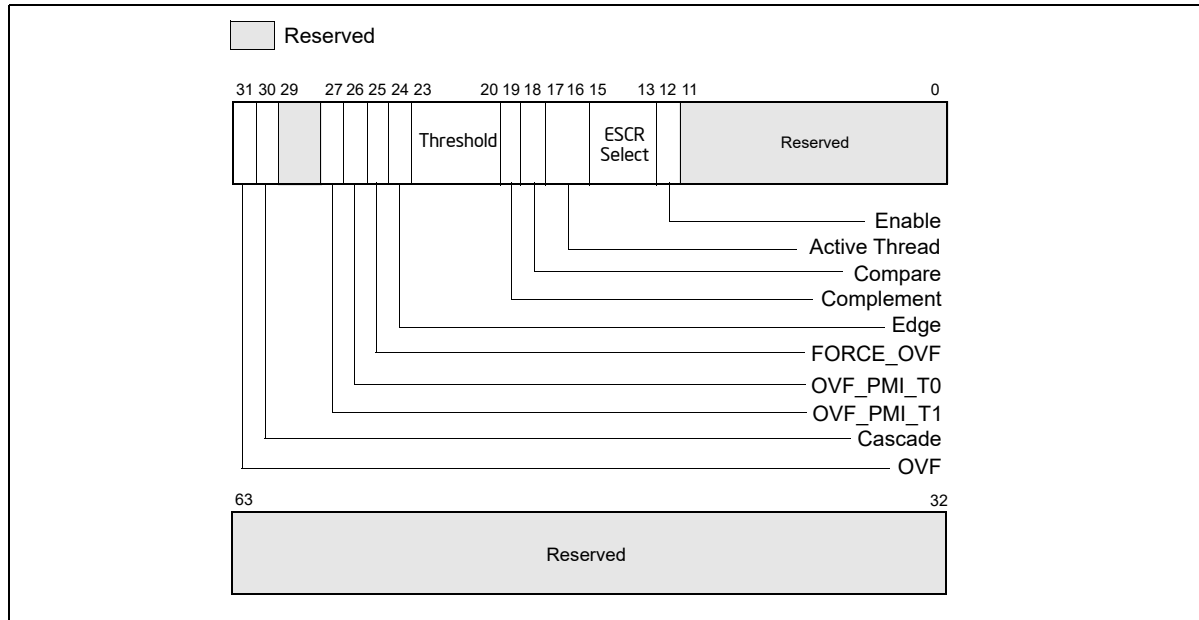 Reserved
31 30 29 27 26 25 24 23 20 19 18 17 16 15 13 12 11 0
Threshold
ESCR
Select
Reserved
Enable
Active Thread
Compare
Complement
Edge
FORCE_OVF
OVF_PMI_T0
OVF_PMI_T1
Cascade
OVF
63 32
Reserved